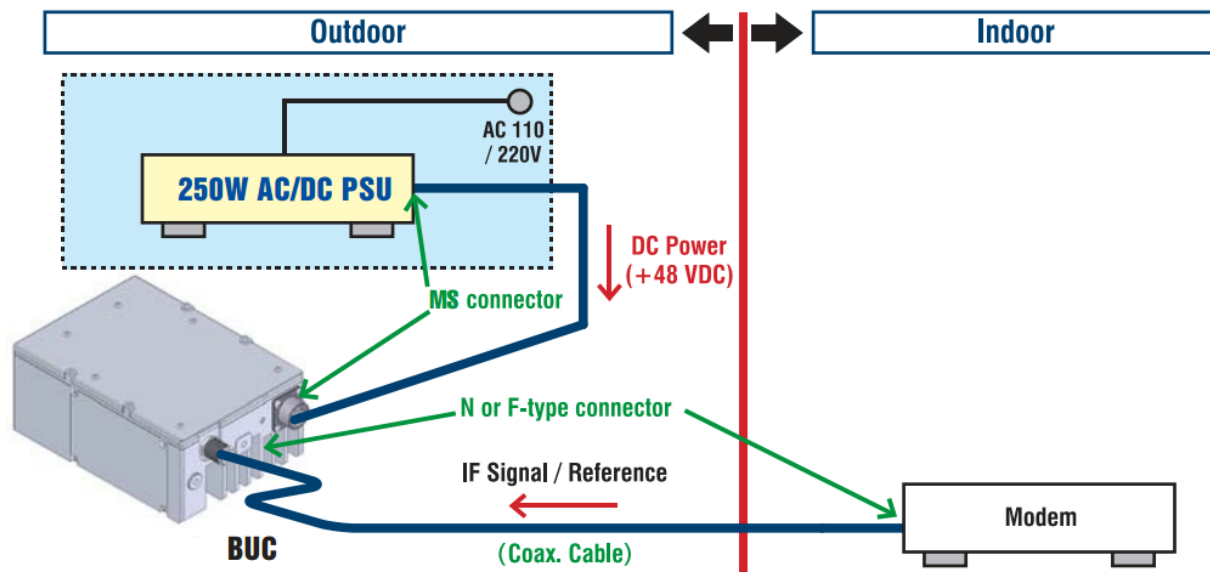 Outdoor
Indoor
AC 110
/ 220V
250W AC/DC PSU
DC Power
(+48 VDC)
MS connector
N or F-type connector
IF Signal / Reference
Modem
BUC
(Coax. Cable)